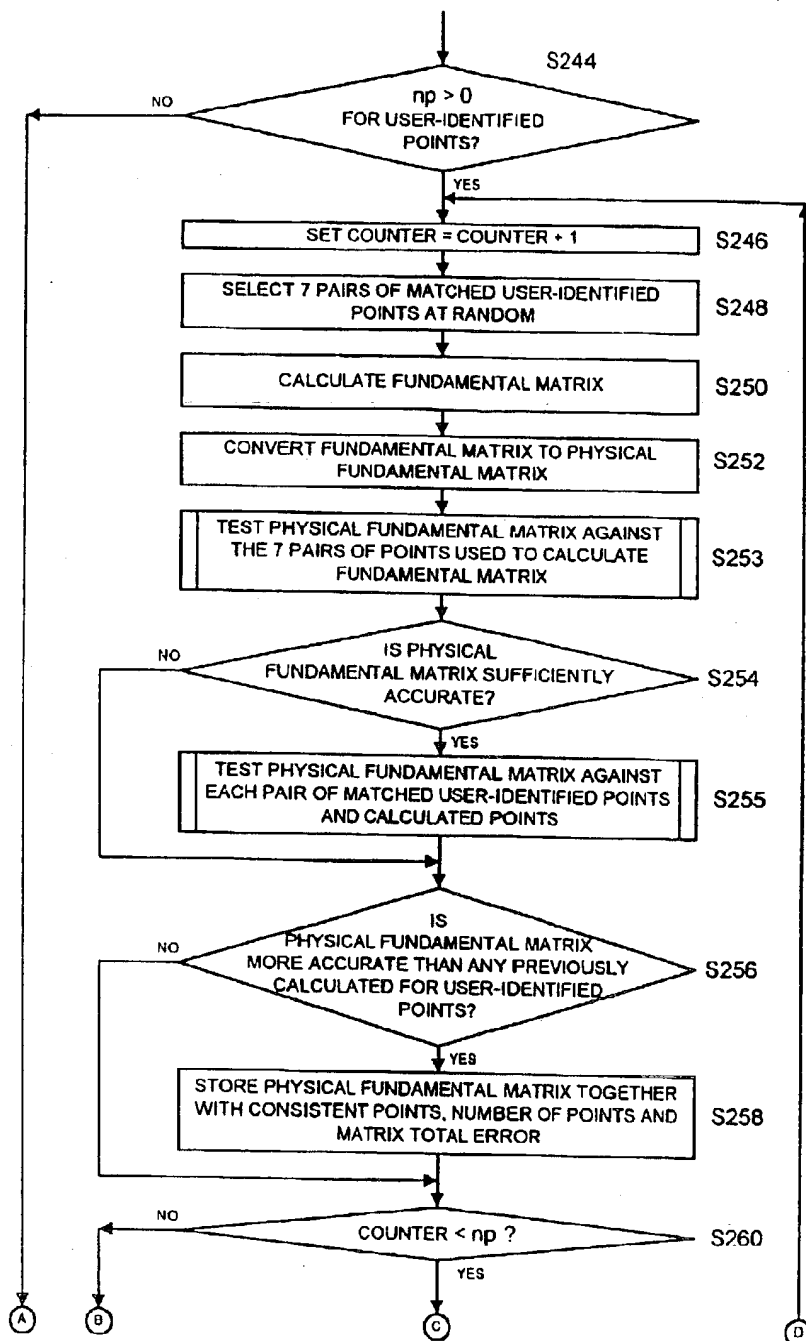 S244
np > 0
FOR USER-IDENTIFIED
POINTS?
NO
YES
SET COUNTER = COUNTER + 1
S246
SELECT 7 PAIRS OF MATCHED USER-IDENTIFIED
POINTS AT RANDOM
S248
CALCULATE FUNDAMENTAL MATRIX
S250
CONVERT FUNDAMENTAL MATRIX TO PHYSICAL
FUNDAMENTAL MATRIX
S252
TEST PHYSICAL FUNDAMENTAL MATRIX AGAINST
THE 7 PAIRS OF POINTS USED TO CALCULATE
FUNDAMENTAL MATRIX
S253
IS PHYSICAL
FUNDAMENTAL MATRIX SUFFICIENTLY
ACCURATE?
NO
S254
YES
TEST PHYSICAL FUNDAMENTAL MATRIX AGAINST
EACH PAIR OF MATCHED USER-IDENTIFIED POINTS
AND CALCULATED POINTS
S255
IS
PHYSICAL FUNDAMENTAL MATRIX
MORE ACCURATE THAN ANY PREVIOUSLY
CALCULATED FOR USER-IDENTIFIED
POINTS?
NO
S256
YES
STORE PHYSICAL FUNDAMENTAL MATRIX TOGETHER
WITH CONSISTENT POINTS, NUMBER OF POINTS AND
MATRIX TOTAL ERROR
S258
NO
COUNTER < np ?
S260
YES
A
B
C
D